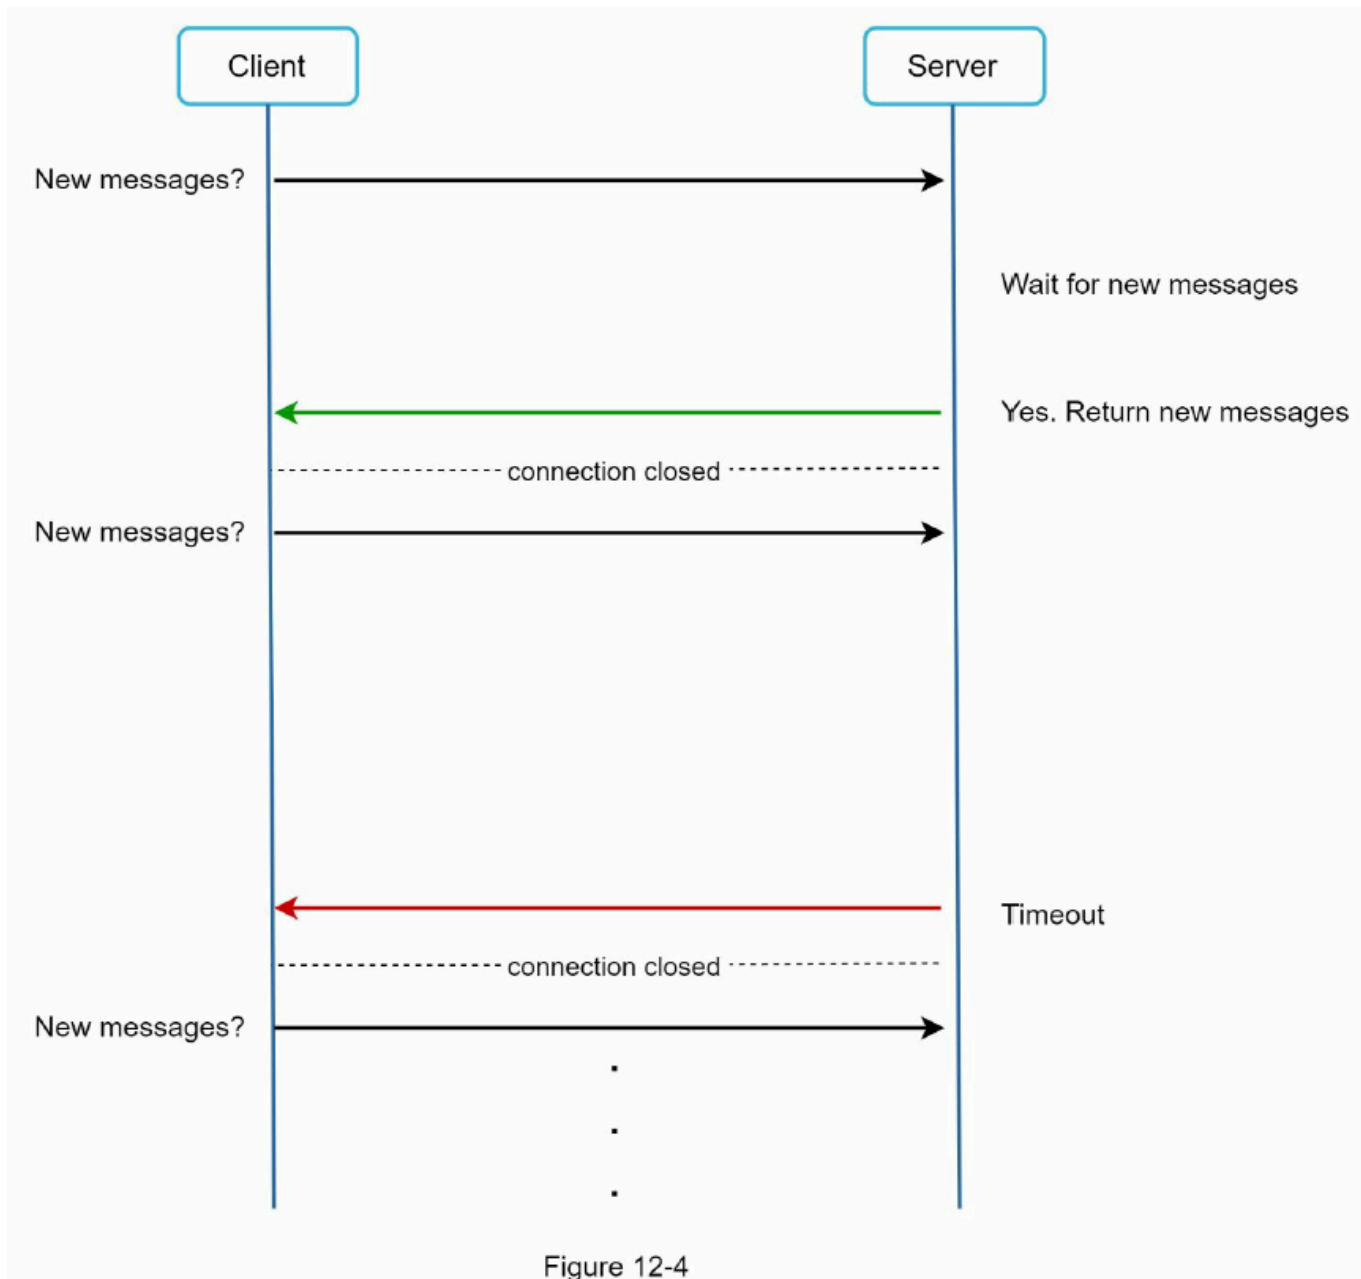 Client
Server
New messages?
Wait for new messages
Yes. Return new messages
connection closed
New messages?
Timeout
connection closed
New messages?
Figure 12-4